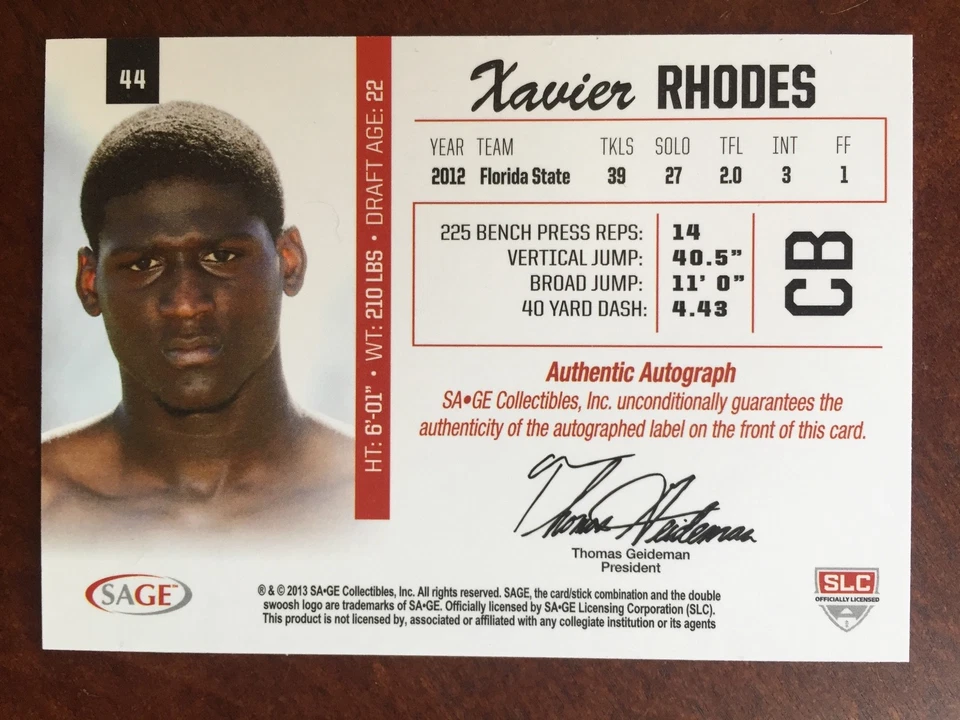 44
HT: 6'-01" • WT: 210 LBS • DRAFT AGE: 22
Xavier RHODES
YEAR TEAM TKLS SOLO TFL INT FF
2012 Florida State 39 27 2.0 3 1
225 BENCH PRESS REPS: 14
VERTICAL JUMP: 40.5"
BROAD JUMP: 11' 0"
40 YARD DASH: 4.43
CB
Authentic Autograph
SA•GE Collectibles, Inc. unconditionally guarantees the
authenticity of the autographed label on the front of this card.
Thomas Geideman
Thomas Geideman
President
SAGE
® & © 2013 SA•GE Collectibles, Inc. All rights reserved. SAGE, the card/stick combination and the double
swoosh logo are trademarks of SA•GE. Officially licensed by SA•GE Licensing Corporation (SLC).
This product is not licensed by, associated or affiliated with any collegiate institution or its agents
SLC
OFFICIALLY LICENSED